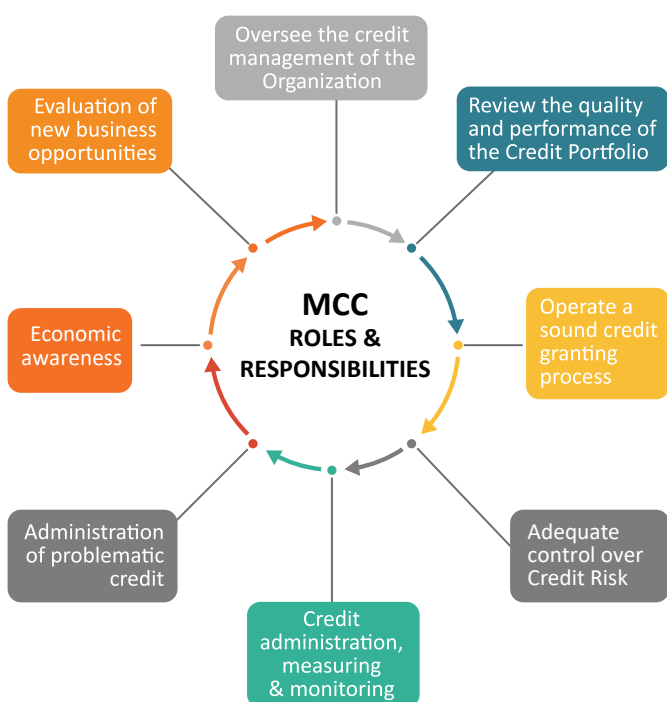 Oversee the credit
management of the
Organization
Evaluation of
new business
opportunities
Review the quality
and performance of
the Credit Portfolio
MCC
ROLES &
RESPONSIBILITIES
Economic
awareness
Operate a
sound credit
granting
process
Administration
of problematic
credit
Adequate
control over
Credit Risk
Credit
administration,
measuring
& monitoring